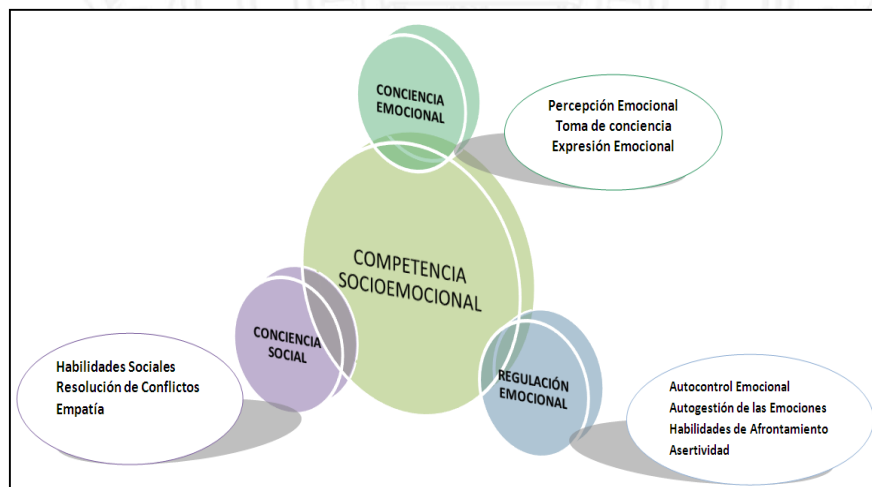 CONCIENCIA
EMOCIONAL
Percepción Emocional
Toma de conciencia
Expresión Emocional
COMPETENCIA
SOCIOEMOCIONAL
CONCIENCIA
SOCIAL
Habilidades Sociales
Resolución de Conflictos
Empatía
REGULACIÓN
EMOCIONAL
Autocontrol Emocional
Autogestión de las Emociones
Habilidades de Afrontamiento
Asertividad